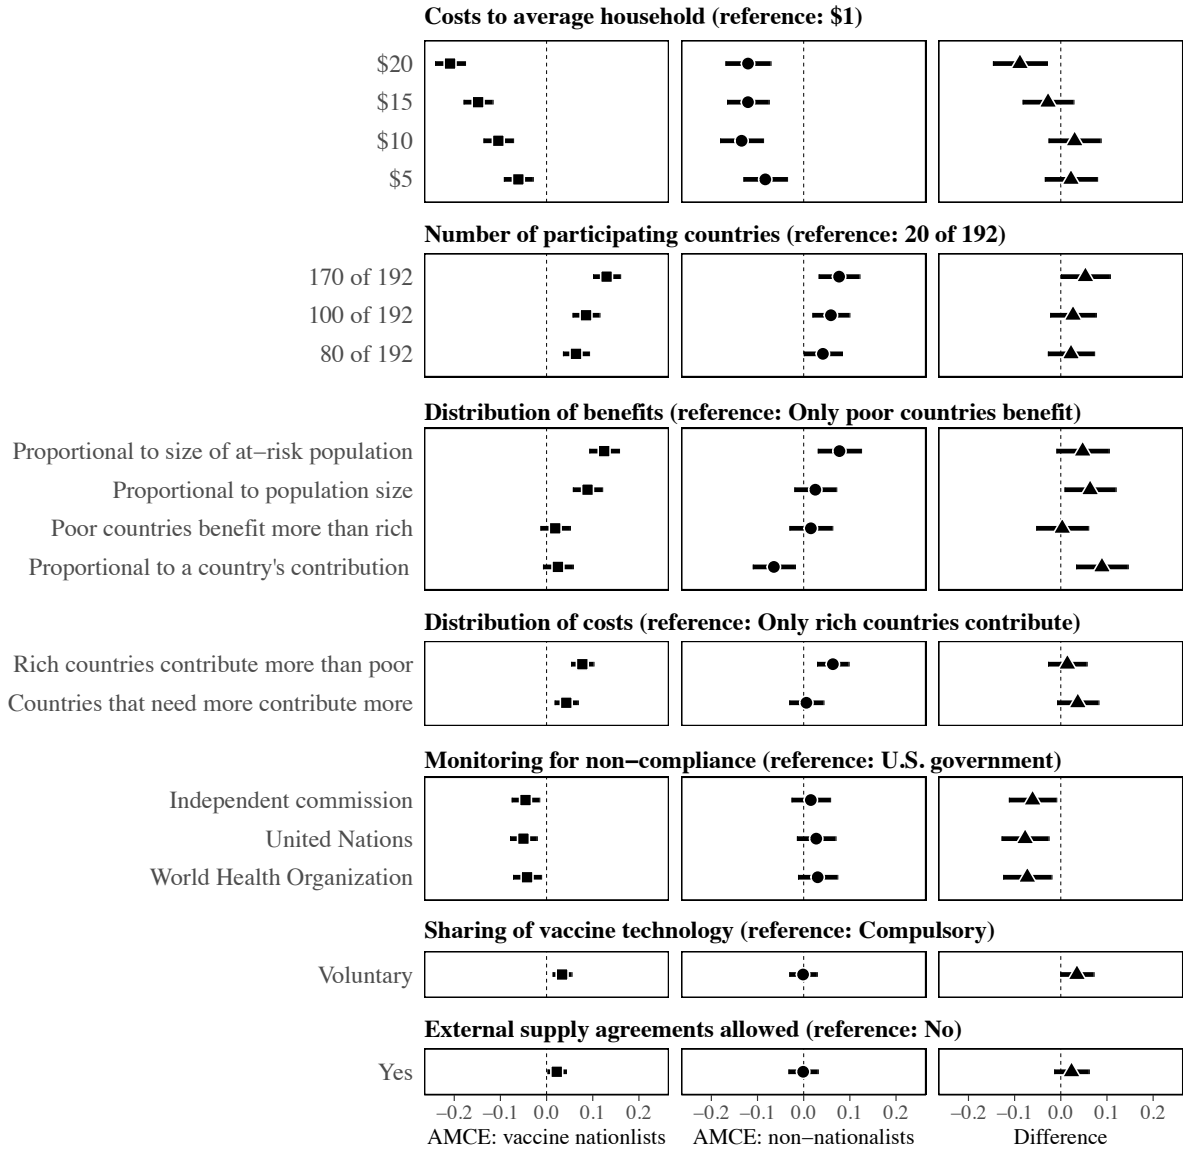 Costs to average household (reference: $1)
$20
$15
$10
$5
Number of participating countries (reference: 20 of 192)
170 of 192
100 of 192
80 of 192
Distribution of benefits (reference: Only poor countries benefit)
Proportional to size of at−risk population
Proportional to population size
Poor countries benefit more than rich
Proportional to a country's contribution
Distribution of costs (reference: Only rich countries contribute)
Rich countries contribute more than poor
Countries that need more contribute more
Monitoring for non−compliance (reference: U.S. government)
Independent commission
United Nations
World Health Organization
Sharing of vaccine technology (reference: Compulsory)
Voluntary
External supply agreements allowed (reference: No)
Yes
−0.2 −0.1 0.0 0.1 0.2 −0.2 −0.1 0.0 0.1 0.2 −0.2 −0.1 0.0 0.1 0.2
AMCE: vaccine nationlists AMCE: non−nationalists Difference